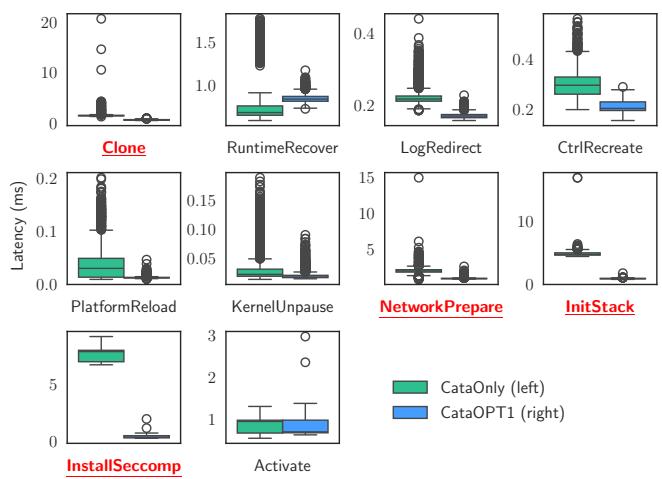 20
10
0
Clone
1.5
1.0
RuntimeRecover
0.4
0.2
LogRedirect
0.4
0.2
CtrlRecreate
Latency (ms)
0.2
0.1
0.0
PlatformReload
0.15
0.10
0.05
KernelUnpause
15
10
5
NetworkPrepare
10
0
InitStack
5
0
InstallSeccomp
3
2
1
Activate
CataOnly (left)
CataOPT1 (right)